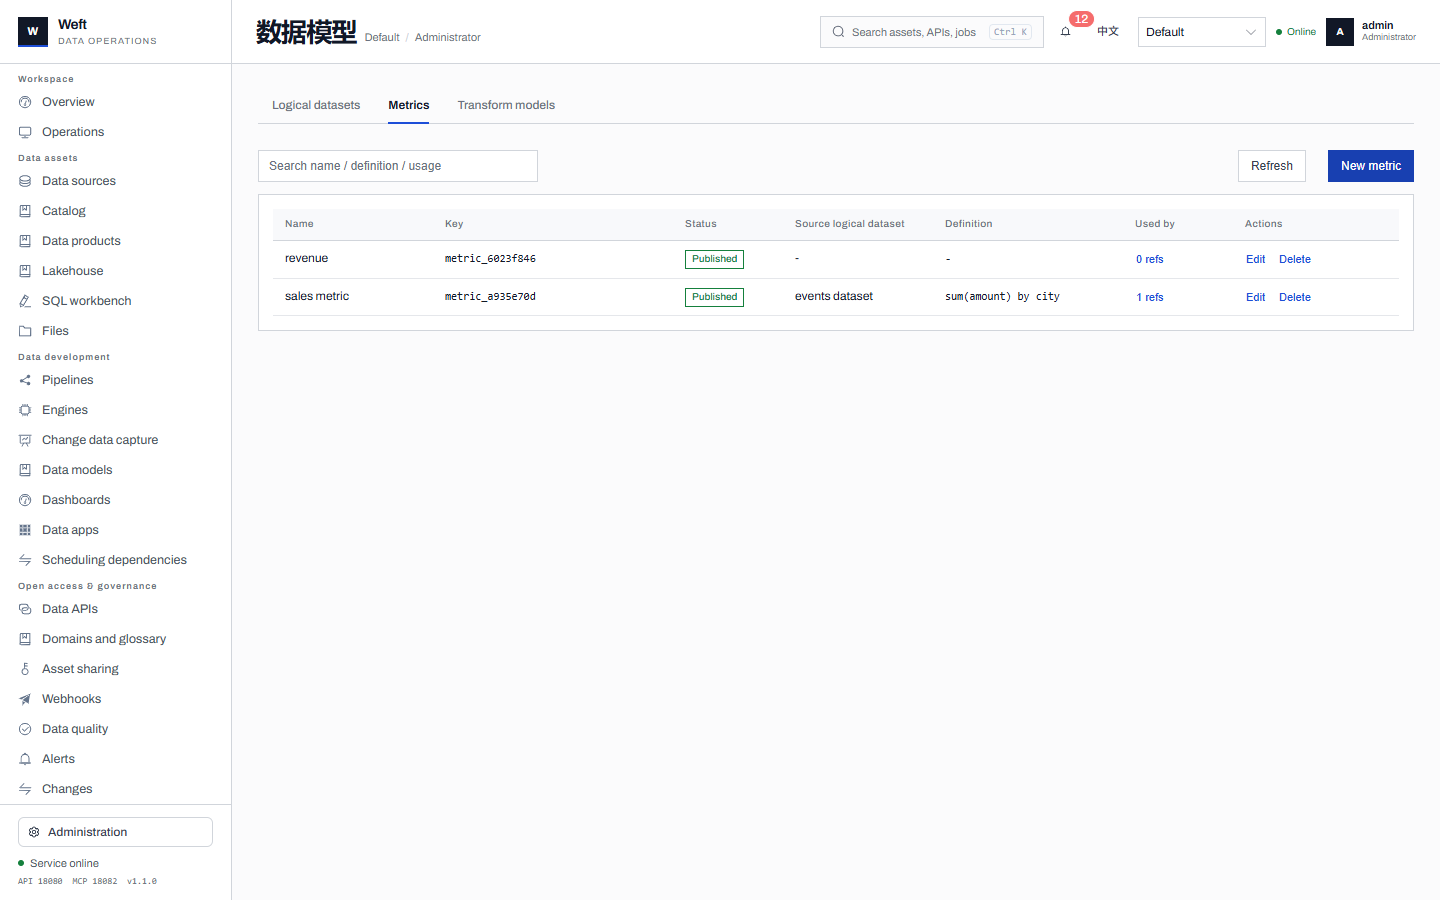 W
Weft
DATA OPERATIONS
数据模型
Default / Administrator
Search assets, APIs, jobs
Ctrl K
12
中文
Default
Online
A
admin
Administrator
Workspace
Overview
Operations
Data assets
Data sources
Catalog
Data products
Lakehouse
SQL workbench
Files
Data development
Pipelines
Engines
Change data capture
Data models
Dashboards
Data apps
Scheduling dependencies
Open access & governance
Data APIs
Domains and glossary
Asset sharing
Webhooks
Data quality
Alerts
Changes
Administration
Service online
API 18080 MCP 18082 v1.1.0
Logical datasets Metrics Transform models
Search name / definition / usage
Refresh
New metric
Name Key Status Source logical dataset Definition Used by Actions
revenue metric_6023f846 Published - - 0 refs Edit Delete
sales metric metric_a935e70d Published events dataset sum(amount) by city 1 refs Edit Delete